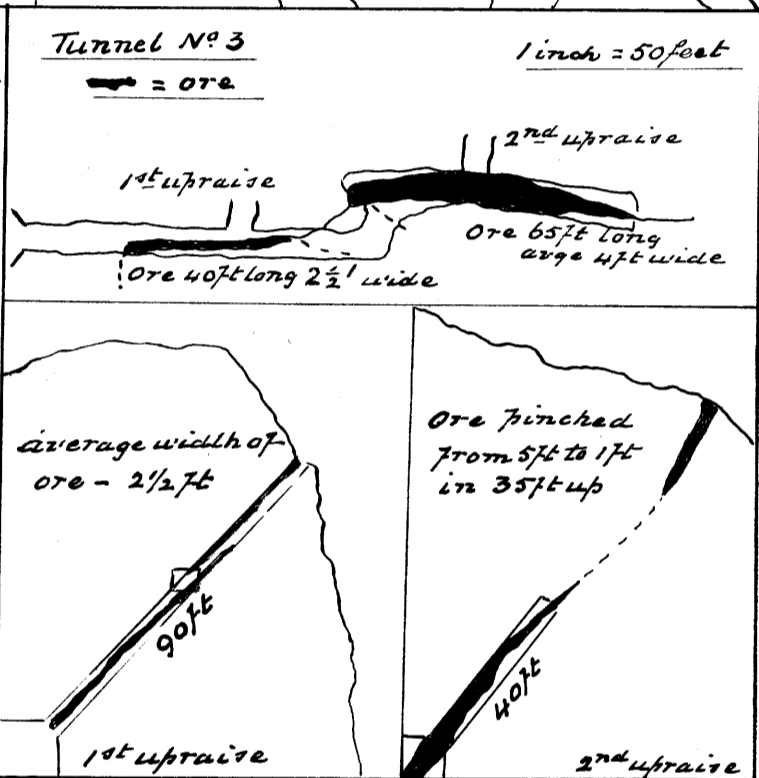 Tunnel Nº 3
1 inch = 50 feet
= ore
2nd upraise
1st upraise
Ore 65ft long
avge 4ft wide
Ore 40ft long 2½' wide
average width of
ore - 2½ ft
90ft
1st upraise
Ore pinched
from 5ft to 1ft
in 35ft up
40ft
2nd upraise